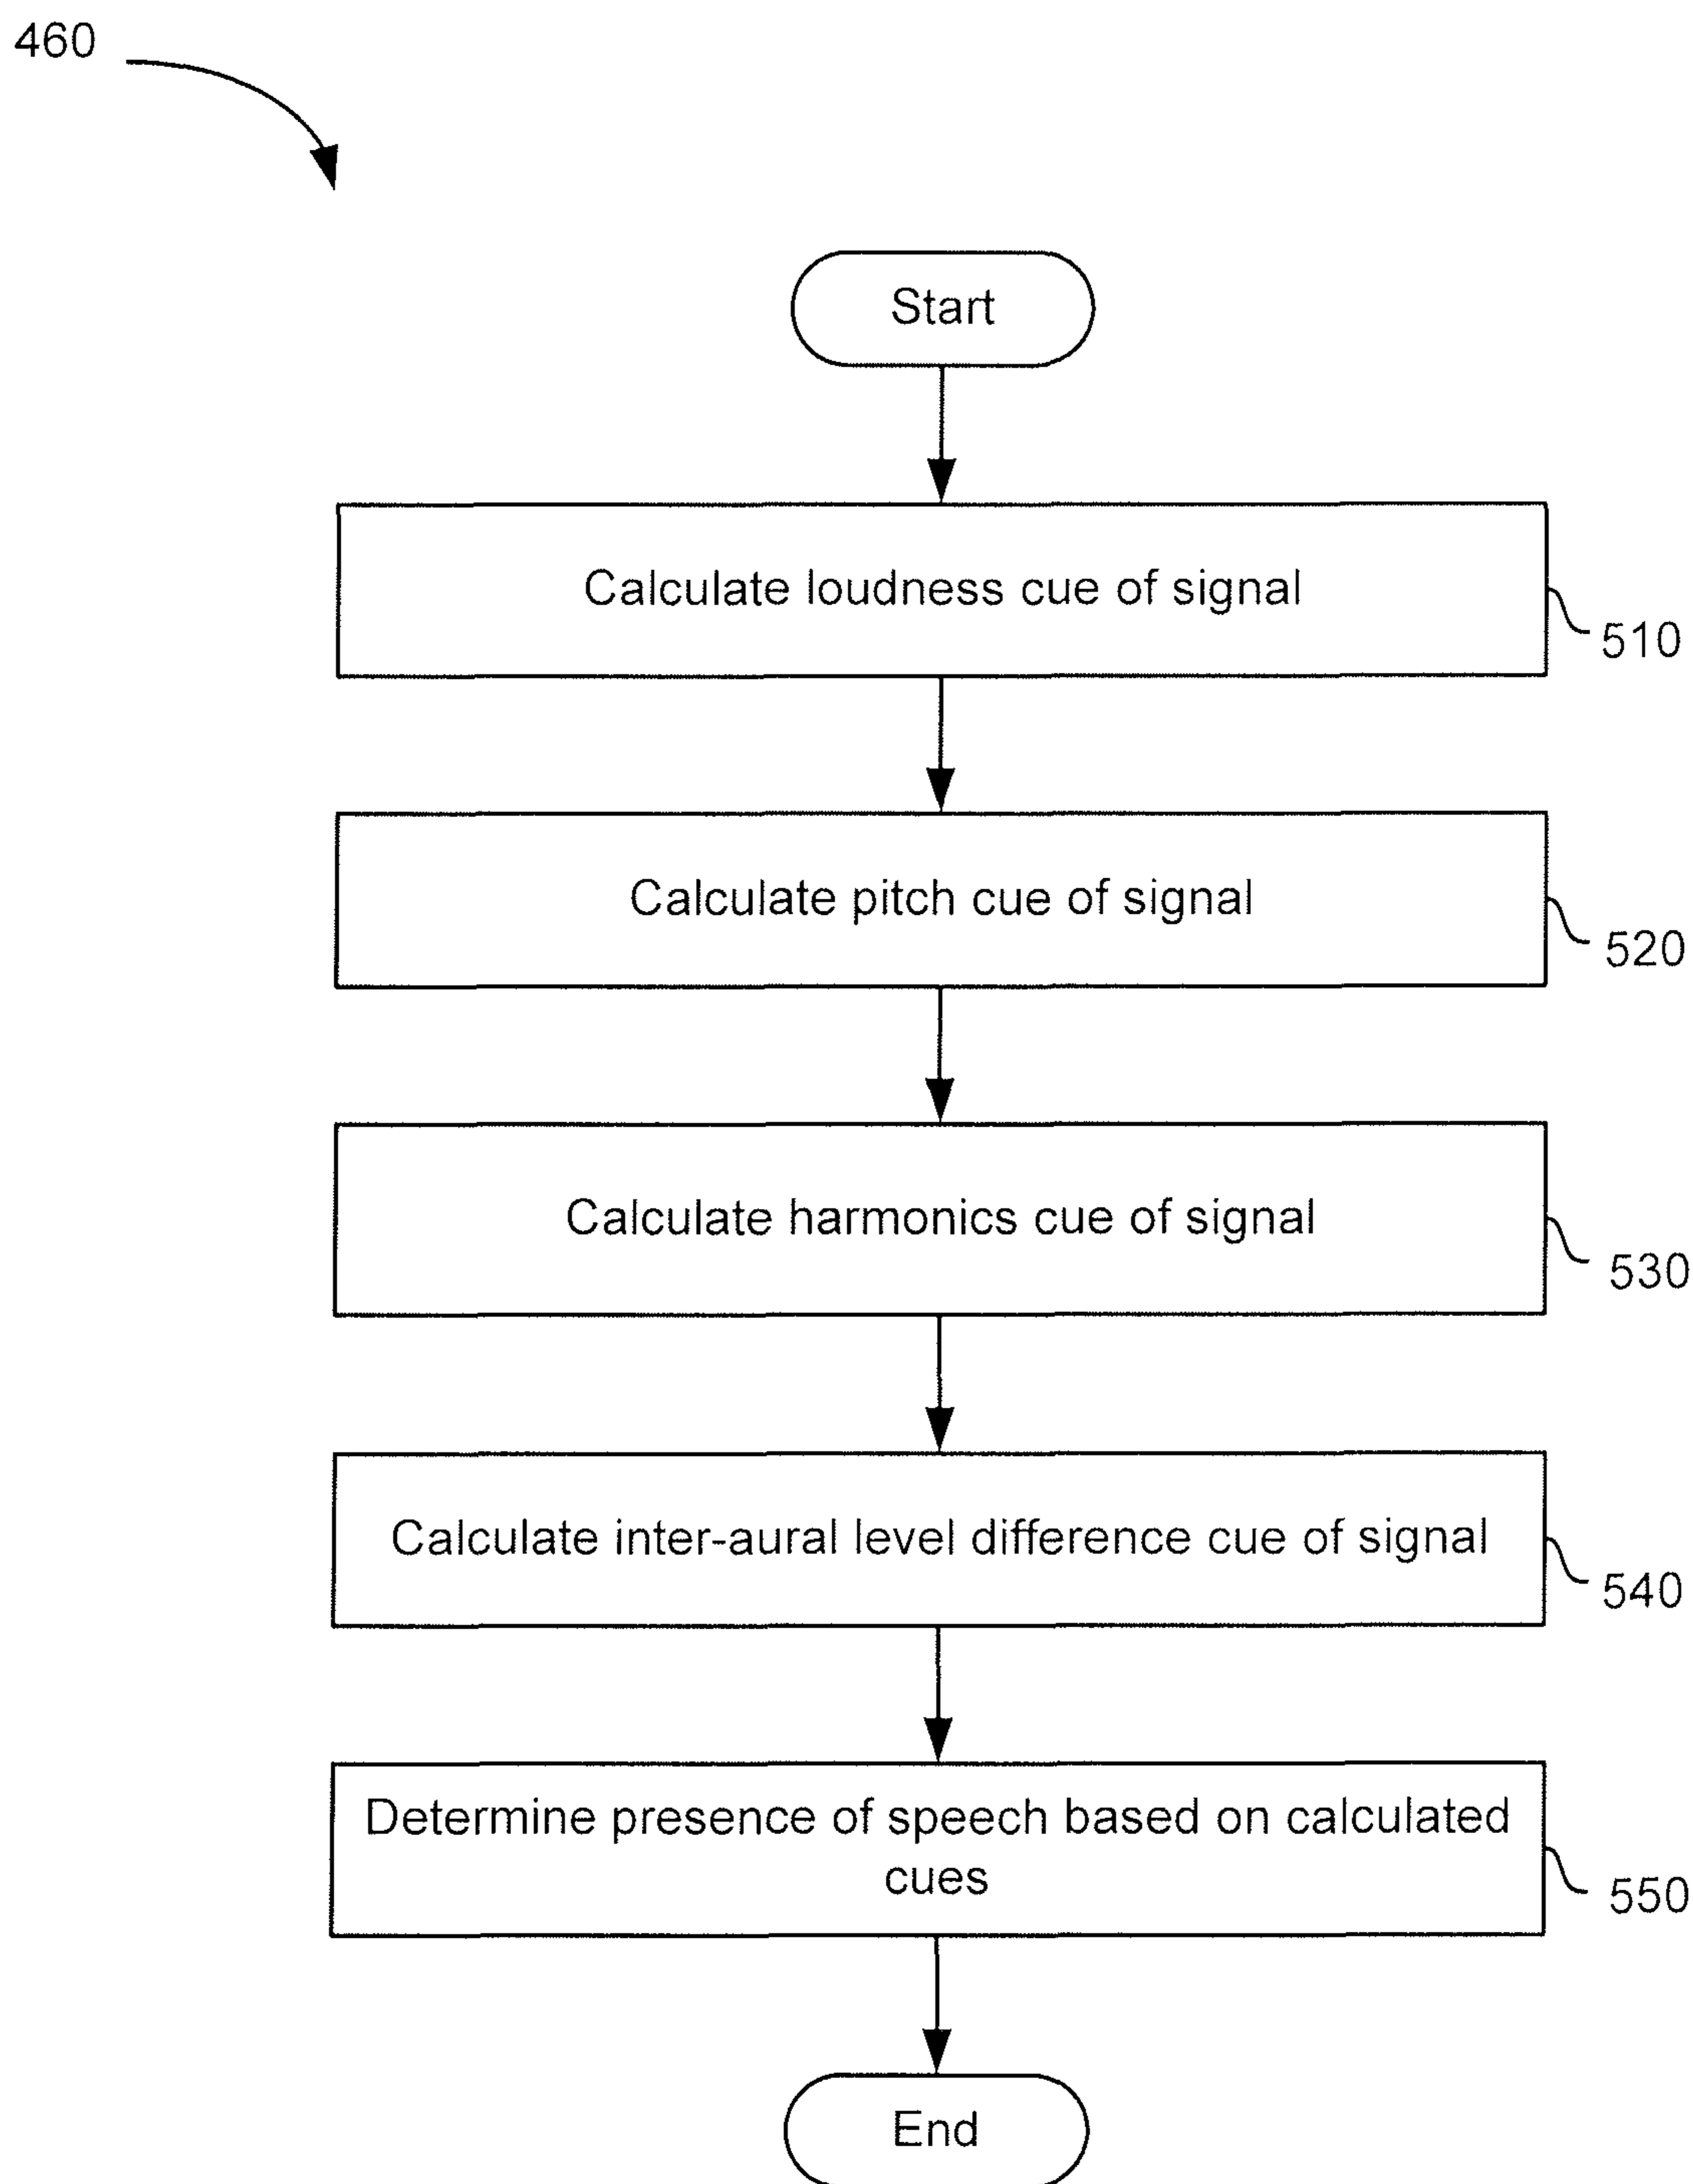 460
Start
Calculate loudness cue of signal
510
Calculate pitch cue of signal
520
Calculate harmonics cue of signal
530
Calculate inter-aural level difference cue of signal
540
Determine presence of speech based on calculated
cues
550
End